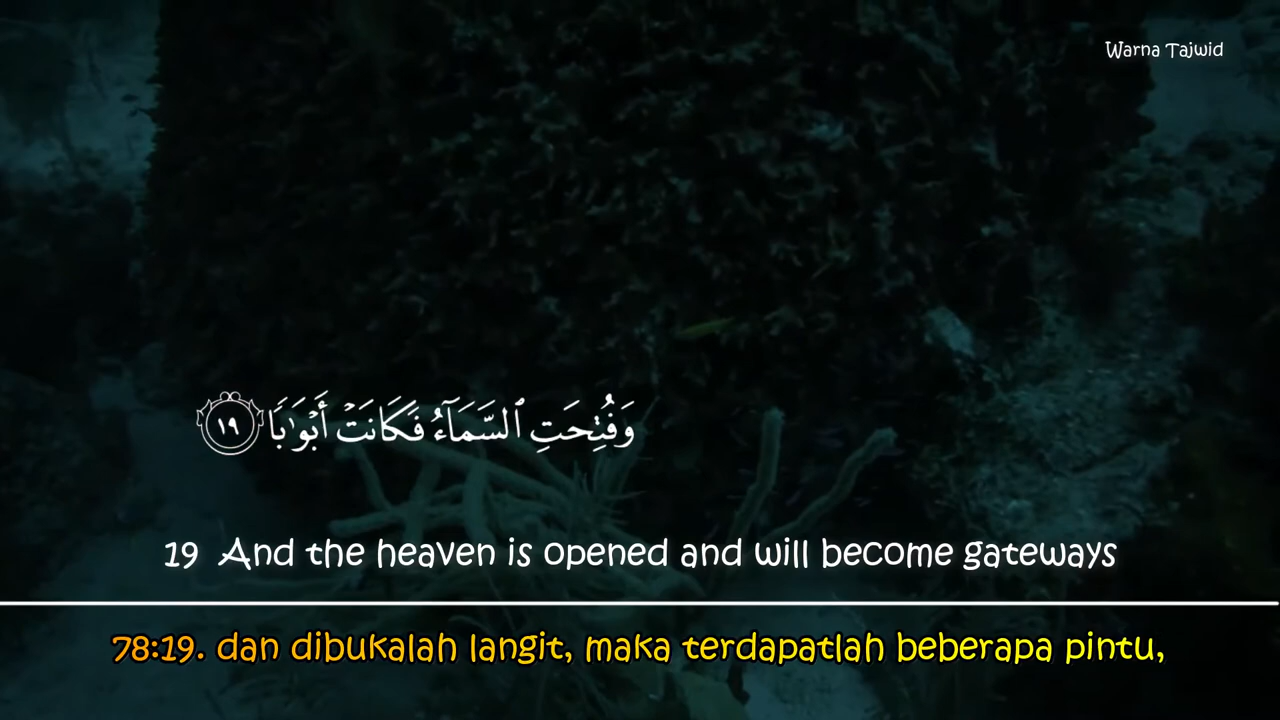 Warna Tajwid
وَفُتِحَتِ ٱلسَّمَآءُ فَكَانَتْ أَبْوَٰبًا ١٩
19 And the heaven is opened and will become gateways
78:19. dan dibukalah langit, maka terdapatlah beberapa pintu,